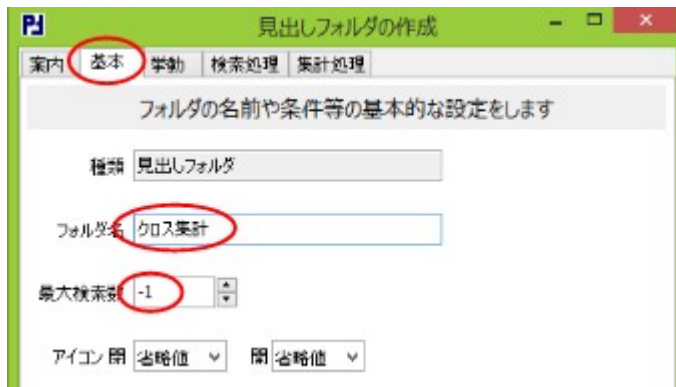 見出しフォルダの作成
案内 基本 挙動 検索処理 集計処理
フォルダの名前や条件等の基本的な設定をします
種類 見出しフォルダ
フォルダ名 クロス集計
最大検索数 -1
アイコン 閉 省略値 開 省略値